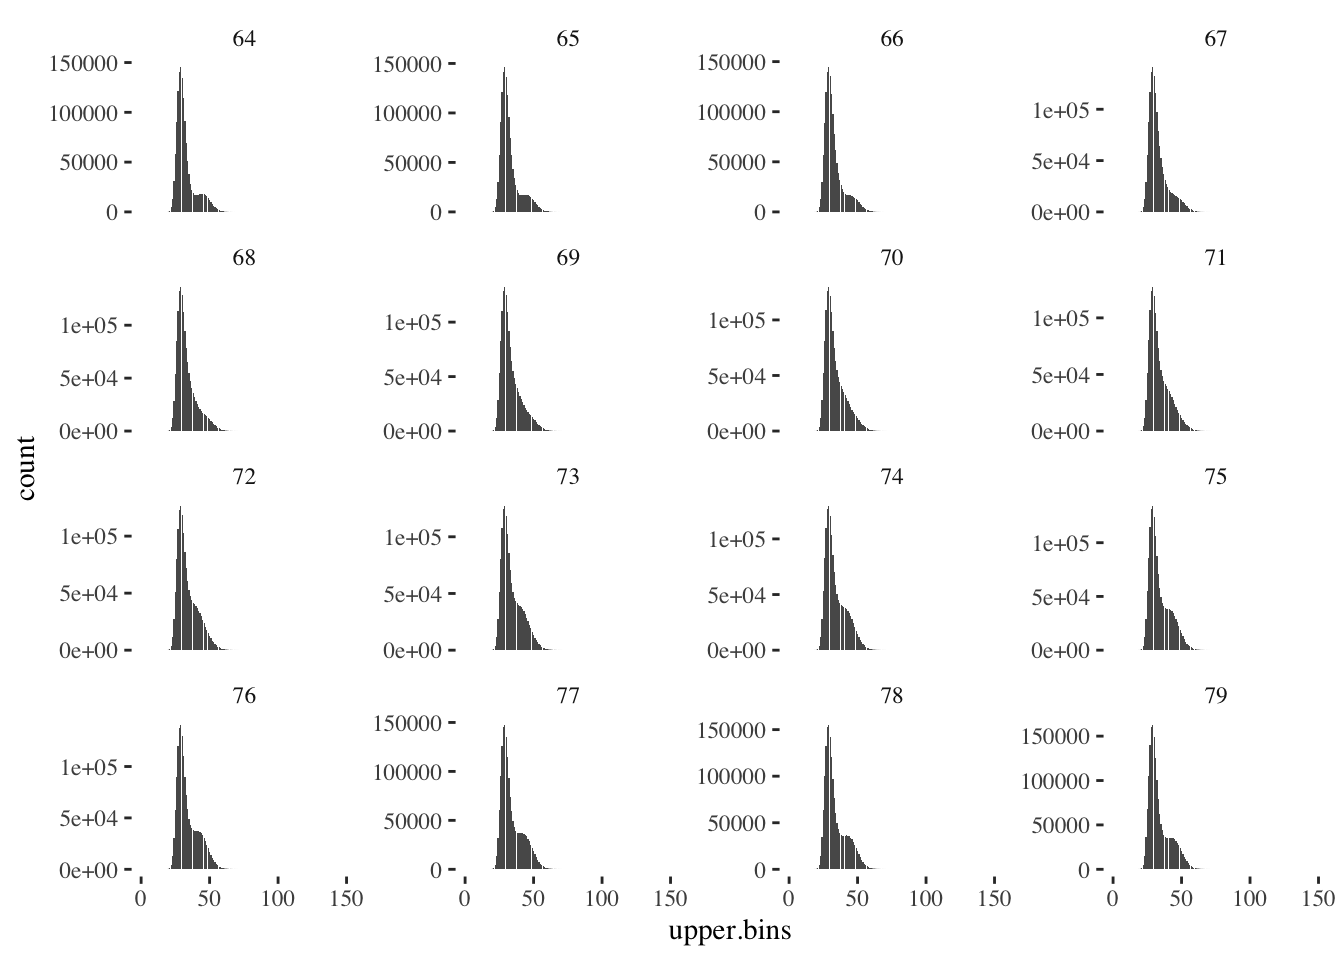 64 65 66 67
150000 150000 150000
100000 100000 100000 1e+05
50000 50000 50000 5e+04
0 0 0 0e+00
68 69 70 71
1e+05 1e+05 1e+05 1e+05
5e+04 5e+04 5e+04 5e+04
0e+00 0e+00 0e+00 0e+00
count
72 73 74 75
1e+05 1e+05 1e+05 1e+05
5e+04 5e+04 5e+04 5e+04
0e+00 0e+00 0e+00 0e+00
76 77 78 79
150000 150000 150000
1e+05 100000 100000 100000
5e+04 50000 50000 50000
0e+00 0 0 0
0 50 100 150 0 50 100 150 0 50 100 150 0 50 100 150
upper.bins